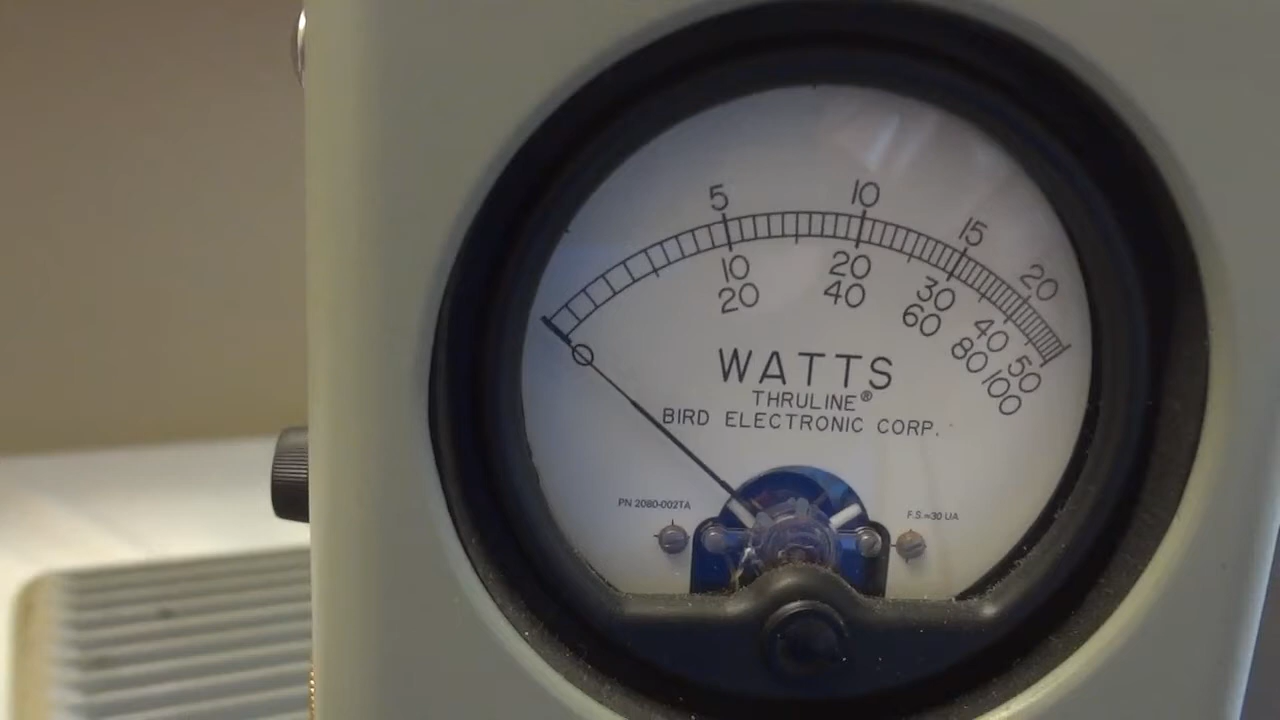 5 10 15 20
10 20 30 40 50
20 40 60 80 100
WATTS
THRULINE®
BIRD ELECTRONIC CORP.
PN 2080-002TA
F.S.=30 UA